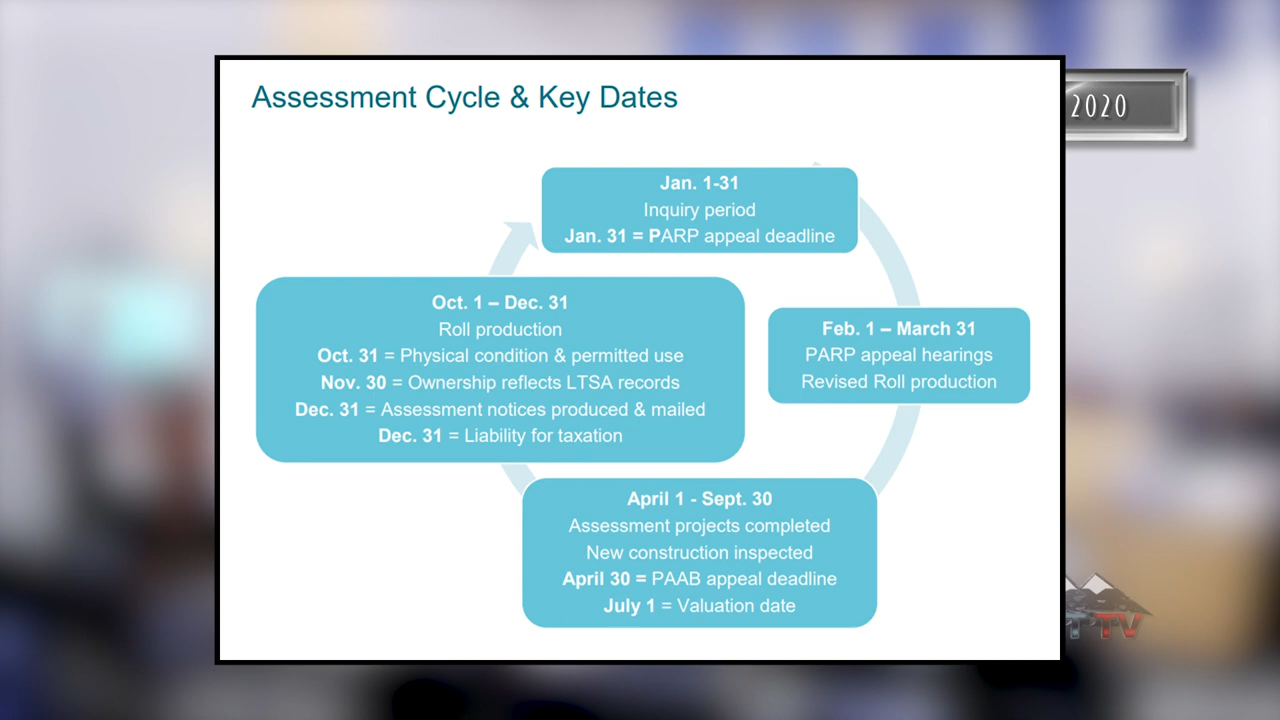 Assessment Cycle & Key Dates
2020
Jan. 1-31
Inquiry period
Jan. 31 = PARP appeal deadline
Oct. 1 – Dec. 31
Roll production
Oct. 31 = Physical condition & permitted use
Nov. 30 = Ownership reflects LTSA records
Dec. 31 = Assessment notices produced & mailed
Dec. 31 = Liability for taxation
Feb. 1 – March 31
PARP appeal hearings
Revised Roll production
April 1 - Sept. 30
Assessment projects completed
New construction inspected
April 30 = PAAB appeal deadline
July 1 = Valuation date
TV